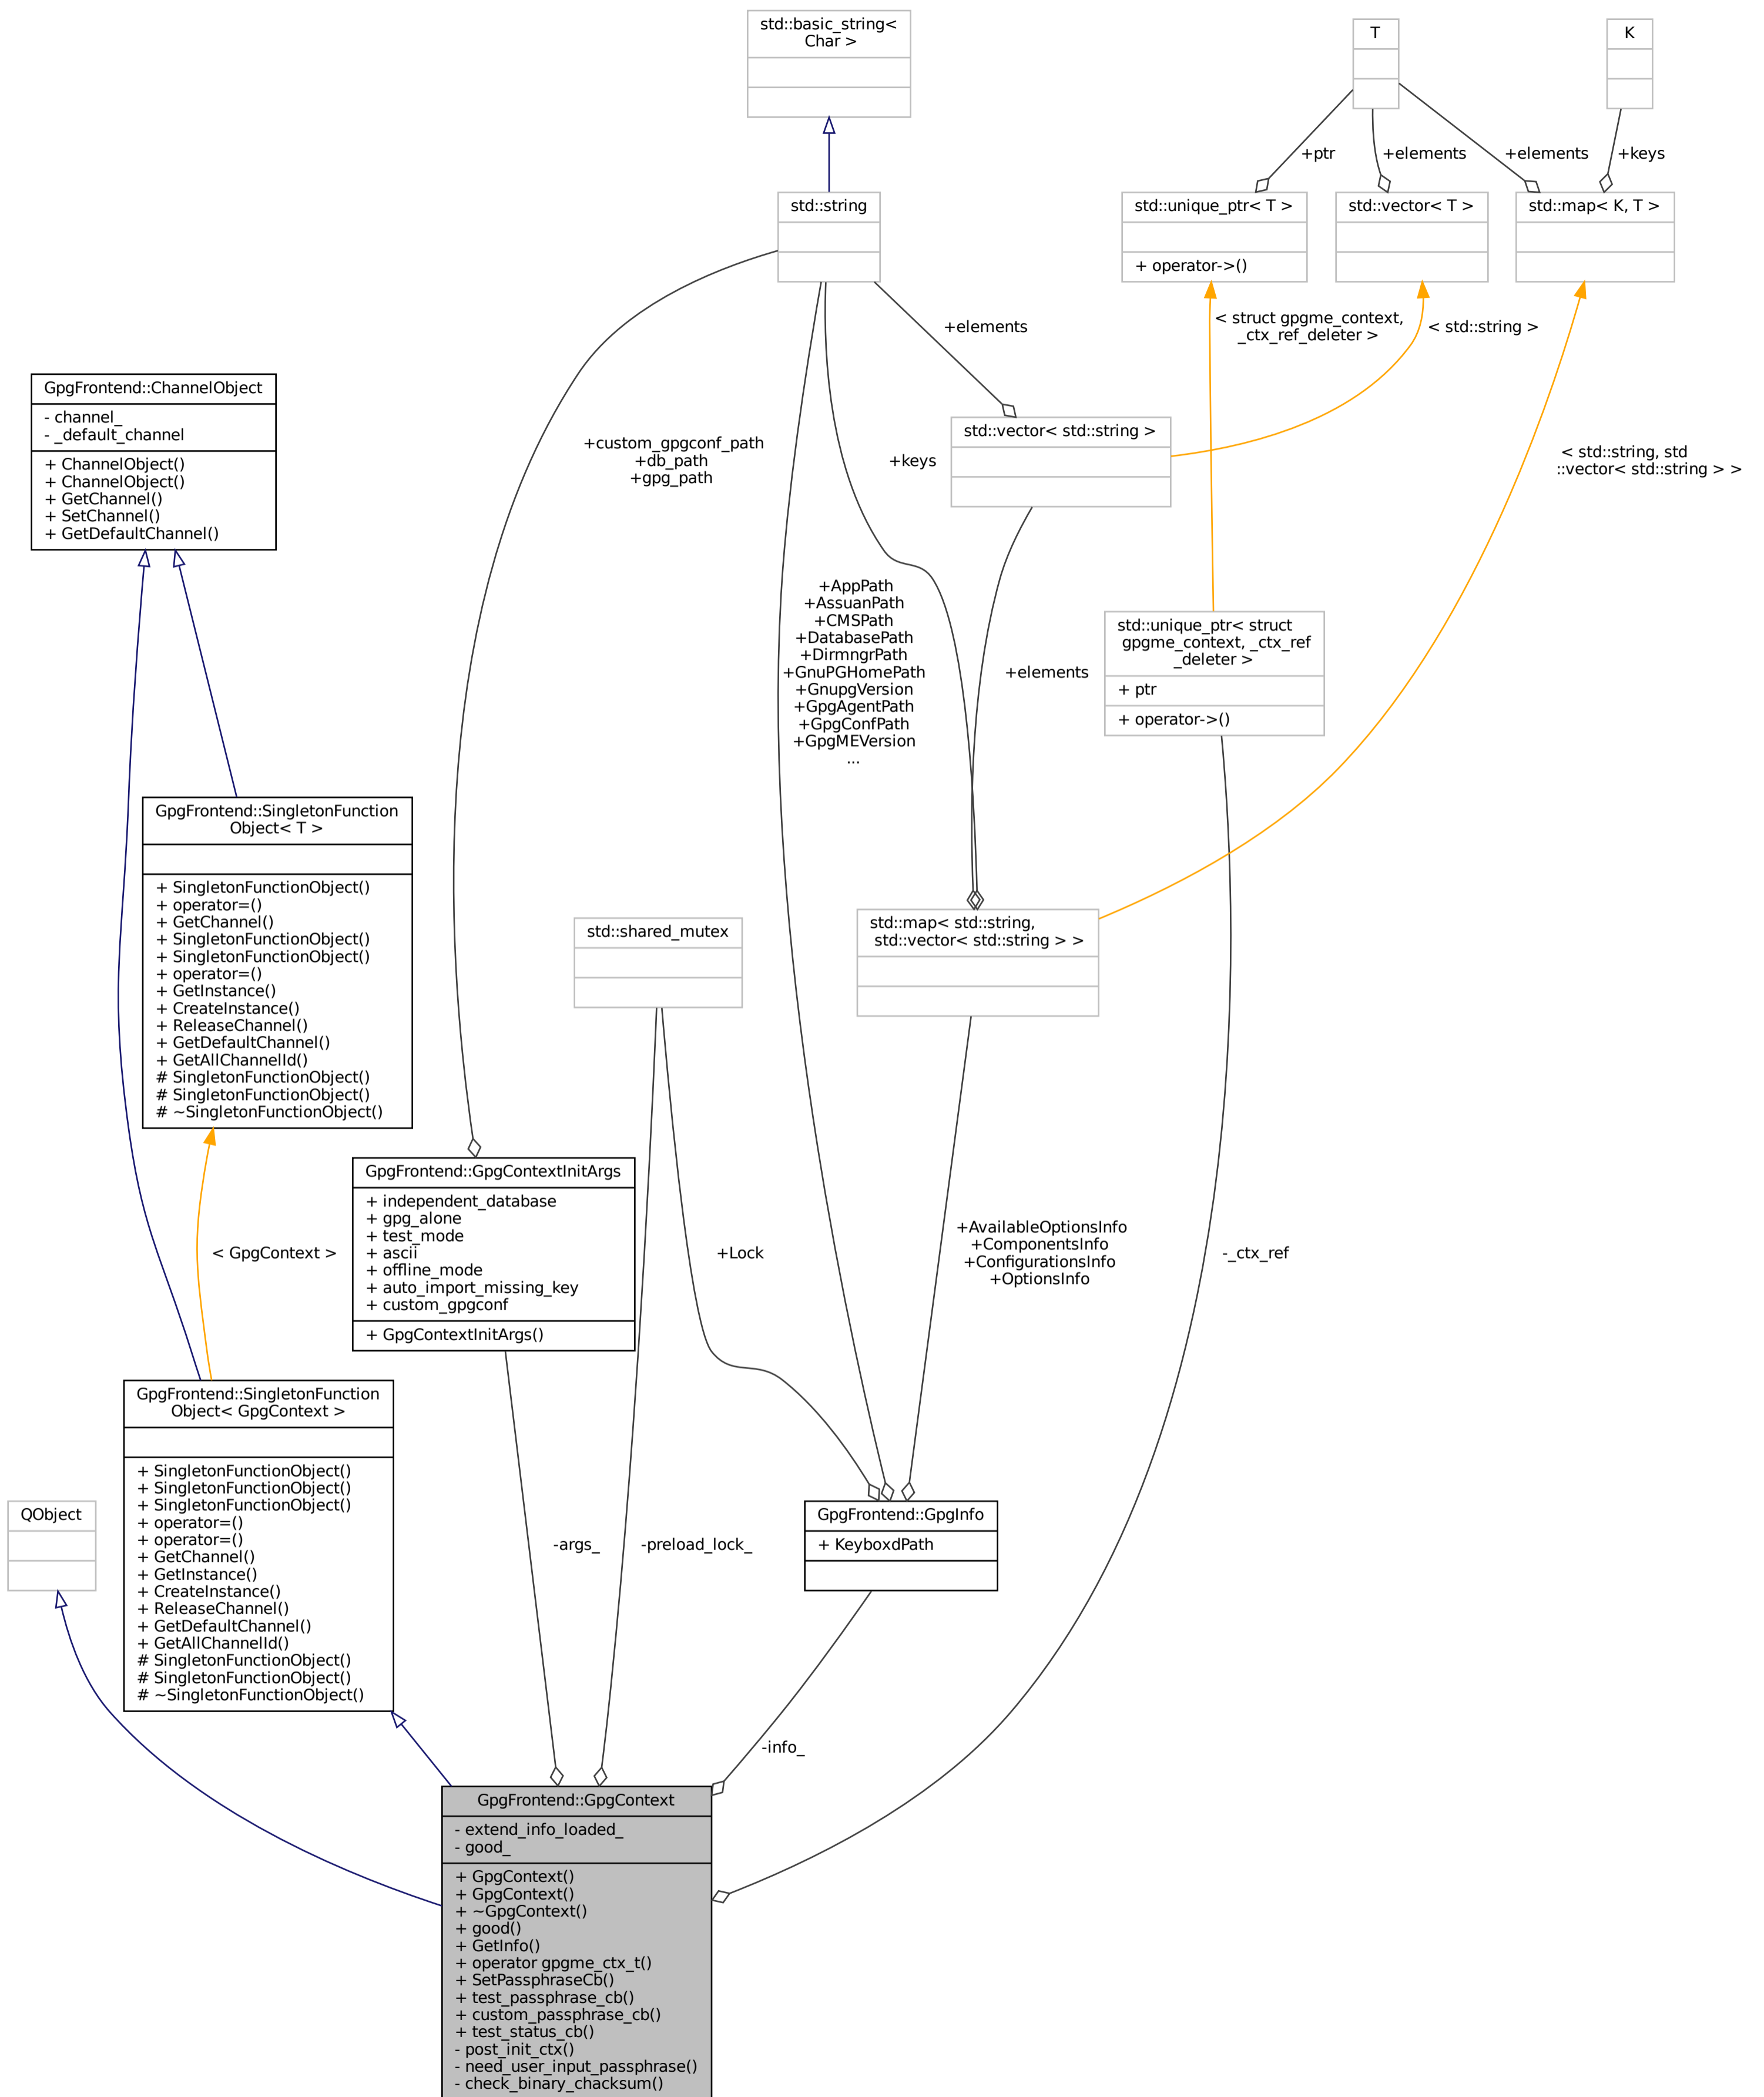 std::basic_string<
Char >
T
K
+ptr
+elements
+elements
+keys
std::string
std::unique_ptr< T >
+ operator->()
std::vector< T >
std::map< K, T >
+elements
< struct gpgme_context,
_ctx_ref_deleter >
< std::string >
GpgFrontend::ChannelObject
- channel_
- _default_channel
+ ChannelObject()
+ ChannelObject()
+ GetChannel()
+ SetChannel()
+ GetDefaultChannel()
+custom_gpgconf_path
+db_path
+gpg_path
+keys
std::vector< std::string >
< std::string, std
::vector< std::string > >
+AppPath
+AssuanPath
+CMSPath
+DatabasePath
+DirmngrPath
+GnuPGHomePath
+GnupgVersion
+GpgAgentPath
+GpgConfPath
+GpgMEVersion
...
+elements
std::unique_ptr< struct
gpgme_context, _ctx_ref
_deleter >
+ ptr
+ operator->()
GpgFrontend::SingletonFunction
Object< T >
+ SingletonFunctionObject()
+ operator=()
+ GetChannel()
+ SingletonFunctionObject()
+ SingletonFunctionObject()
+ operator=()
+ GetInstance()
+ CreateInstance()
+ ReleaseChannel()
+ GetDefaultChannel()
+ GetAllChannelId()
# SingletonFunctionObject()
# SingletonFunctionObject()
# ~SingletonFunctionObject()
std::shared_mutex
std::map< std::string,
std::vector< std::string > >
< GpgContext >
GpgFrontend::GpgContextInitArgs
+ independent_database
+ gpg_alone
+ test_mode
+ ascii
+ offline_mode
+ auto_import_missing_key
+ custom_gpgconf
+ GpgContextInitArgs()
+Lock
+AvailableOptionsInfo
+ComponentsInfo
+ConfigurationsInfo
+OptionsInfo
-_ctx_ref
QObject
GpgFrontend::SingletonFunction
Object< GpgContext >
+ SingletonFunctionObject()
+ SingletonFunctionObject()
+ SingletonFunctionObject()
+ operator=()
+ operator=()
+ GetChannel()
+ GetInstance()
+ CreateInstance()
+ ReleaseChannel()
+ GetDefaultChannel()
+ GetAllChannelId()
# SingletonFunctionObject()
# SingletonFunctionObject()
# ~SingletonFunctionObject()
-args_
-preload_lock_
GpgFrontend::GpgInfo
+ KeyboxdPath
-info_
GpgFrontend::GpgContext
- extend_info_loaded_
- good_
+ GpgContext()
+ GpgContext()
+ ~GpgContext()
+ good()
+ GetInfo()
+ operator gpgme_ctx_t()
+ SetPassphraseCb()
+ test_passphrase_cb()
+ custom_passphrase_cb()
+ test_status_cb()
- post_init_ctx()
- need_user_input_passphrase()
- check_binary_chacksum()